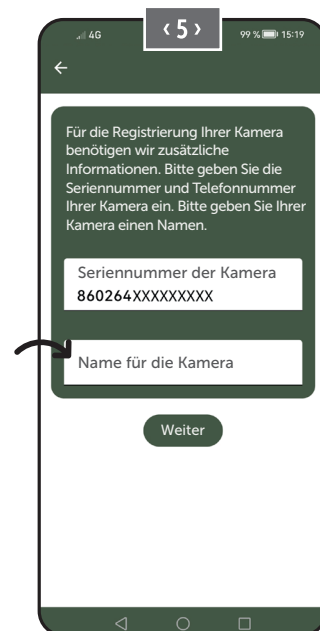 4G
‹ 5 ›
99 % 15:19
Für die Registrierung Ihrer Kamera
benötigen wir zusätzliche
Informationen. Bitte geben Sie die
Seriennummer und Telefonnummer
Ihrer Kamera ein. Bitte geben Sie Ihrer
Kamera einen Namen.
Seriennummer der Kamera
860264XXXXXXXXX
Name für die Kamera
Weiter